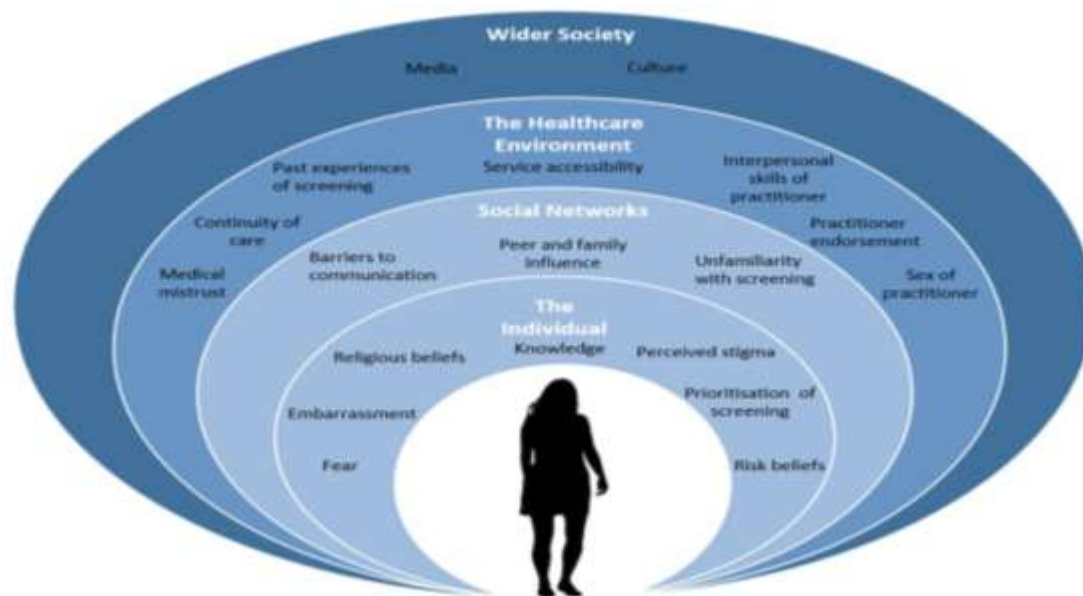 Wider Society
Media
Culture
The Healthcare
Environment
Service accessibility
Past experiences
of screening
Interpersonal
skills of
practitioner
Continuity of
care
Practitioner
endorsement
Medical
mistrust
Sex of
practitioner
Social Networks
Peer and family
influence
Barriers to
communication
Unfamiliarity
with screening
The
Individual
Knowledge
Religious beliefs
Perceived stigma
Embarrassment
Prioritisation of
screening
Fear
Risk beliefs